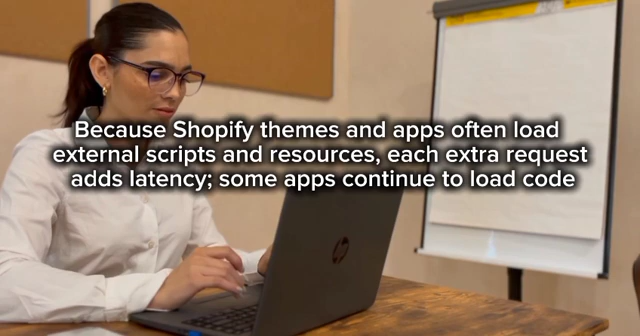 Because Shopify themes and apps often load
external scripts and resources, each extra request
adds latency; some apps continue to load code
hp